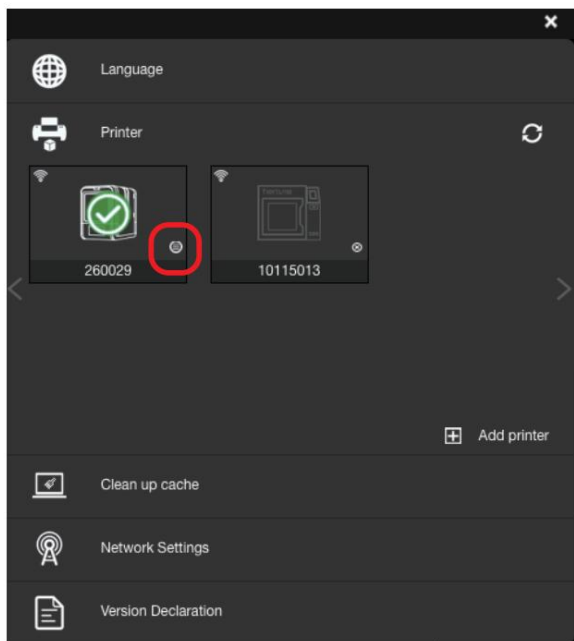 Language
Printer
260029
10115013
Add printer
Clean up cache
Network Settings
Version Declaration